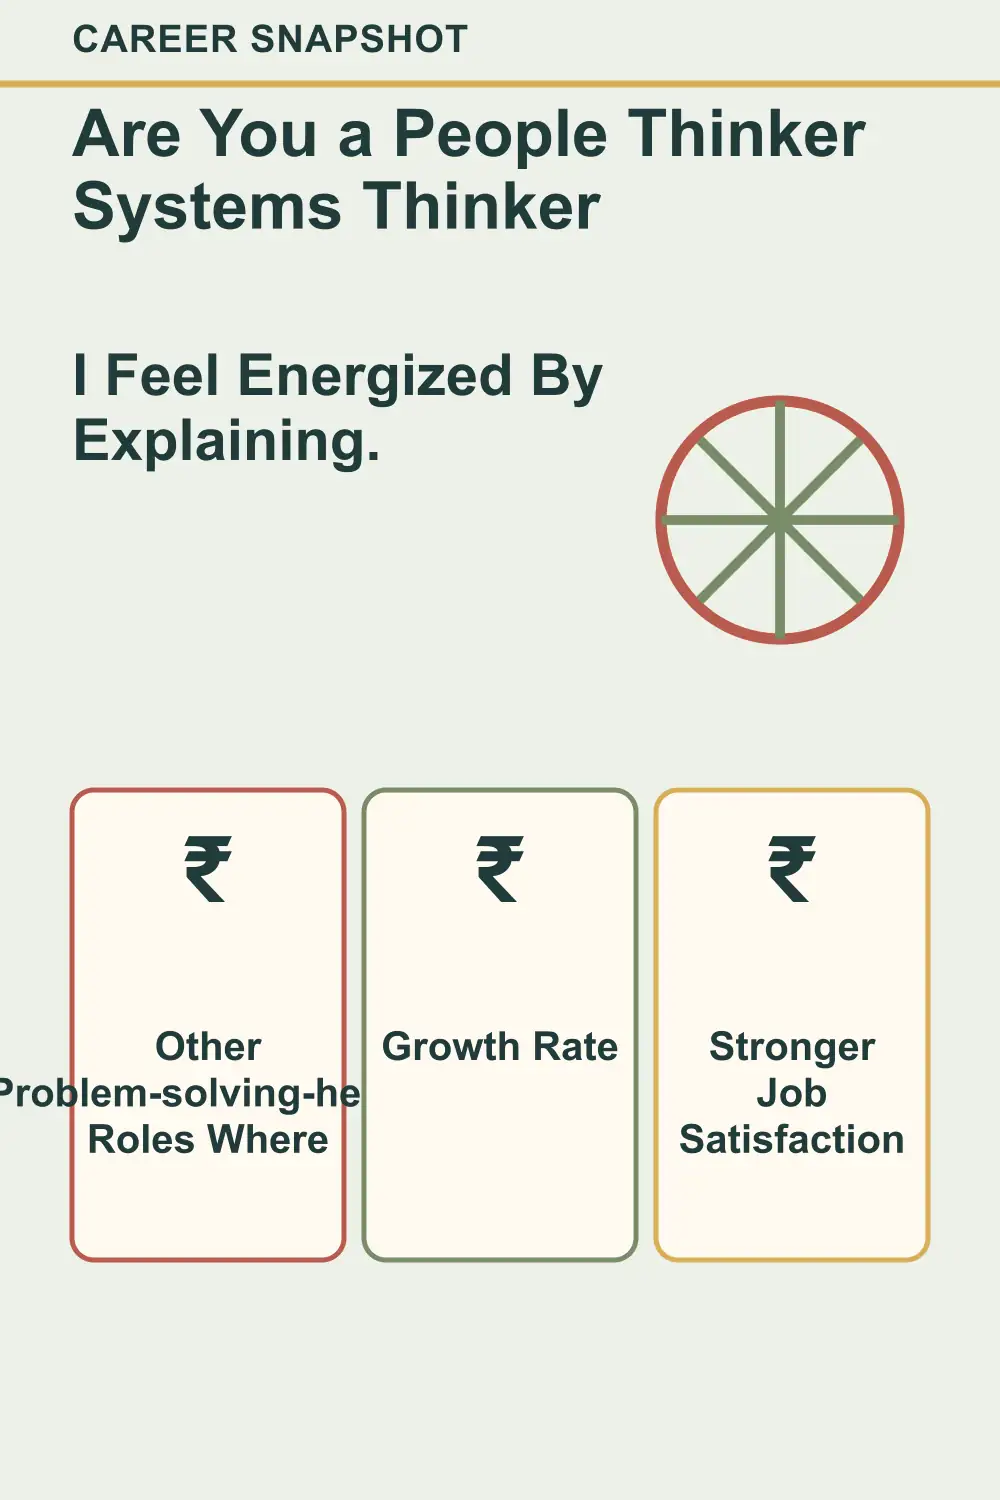 CAREER SNAPSHOT
Are You a People Thinker
Systems Thinker
I Feel Energized By
Explaining.
₹
₹
₹
Other
Problem-solving-he
Roles Where
Growth Rate
Stronger
Job
Satisfaction